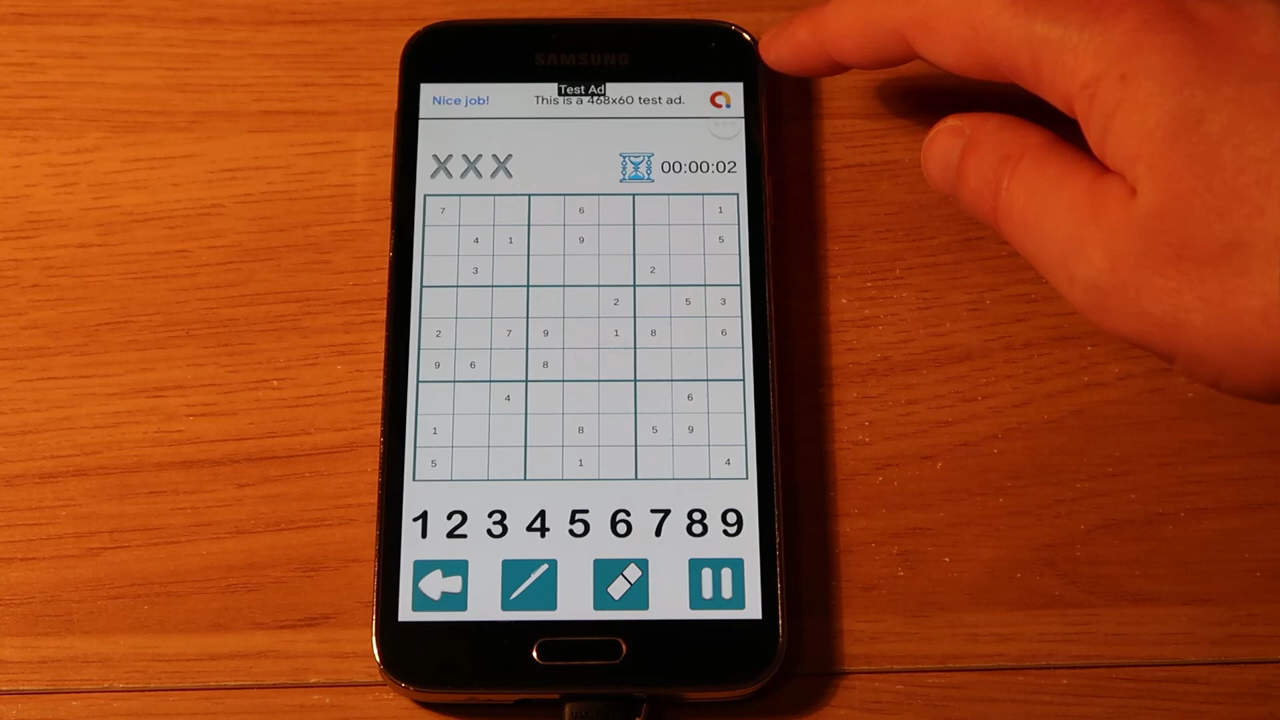 SAMSUNG
Test Ad
Nice job! This is a 468x60 test ad.
XXX 00:00:02
7 6 1
4 1 9 5
3 2
2 5 3
2 7 9 1 8 6
9 6 8
4 6
1 8 5 9
5 1 4
1 2 3 4 5 6 7 8 9